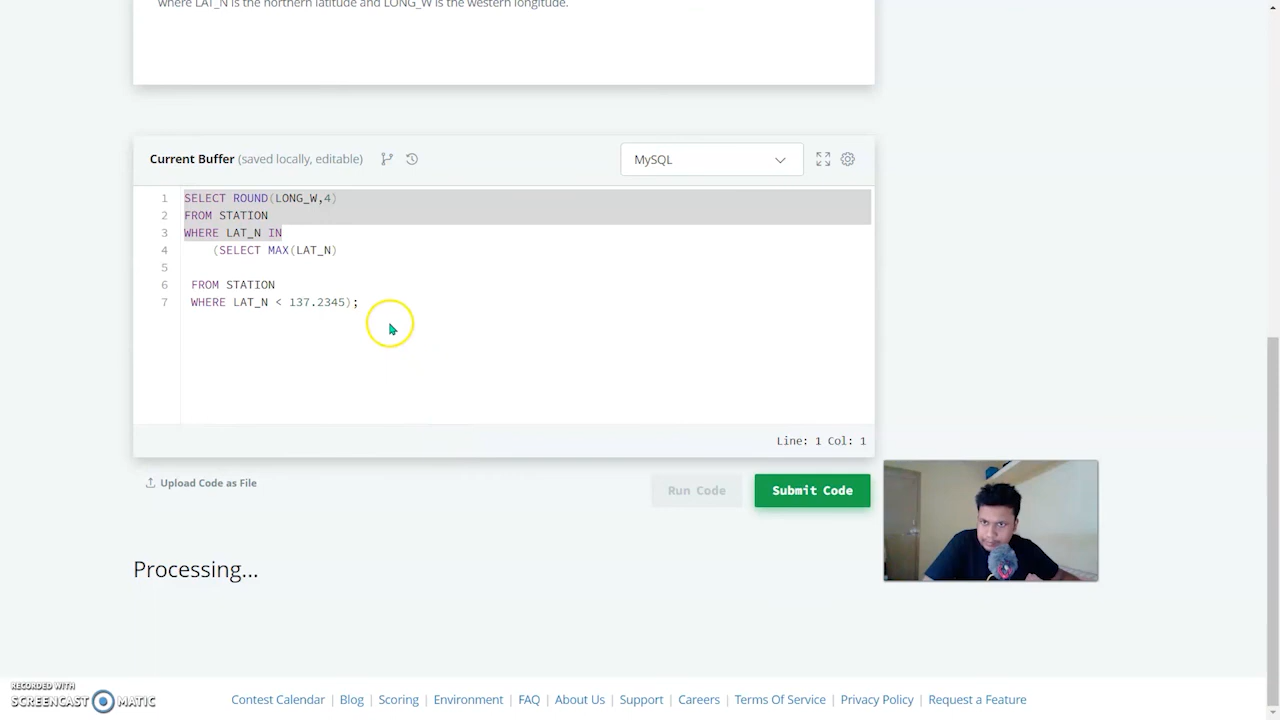 where LAT_N is the northern latitude and LONG_W is the western longitude.
Current Buffer (saved locally, editable)
MySQL
1 SELECT ROUND(LONG_W,4)
2 FROM STATION
3 WHERE LAT_N IN
4 (SELECT MAX(LAT_N)
5
6 FROM STATION
7 WHERE LAT_N < 137.2345);
Line: 1 Col: 1
Upload Code as File
Run Code
Submit Code
Processing...
RECORDED WITH
SCREENCAST MATIC
Contest Calendar | Blog | Scoring | Environment | FAQ | About Us | Support | Careers | Terms Of Service | Privacy Policy | Request a Feature